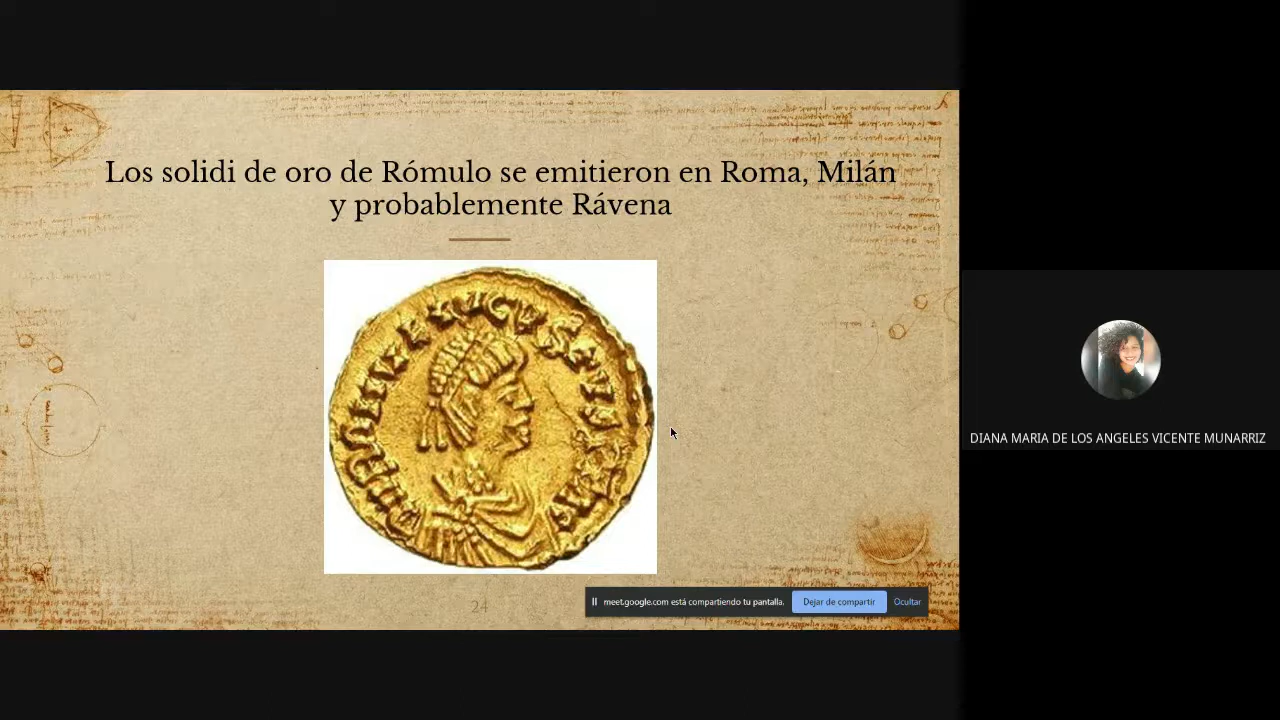 Los solidi de oro de Rómulo se emitieron en Roma, Milán
y probablemente Rávena
24
meet.google.com está compartiendo tu pantalla.
Dejar de compartir
Ocultar
DIANA MARIA DE LOS ANGELES VICENTE MUNARRIZ